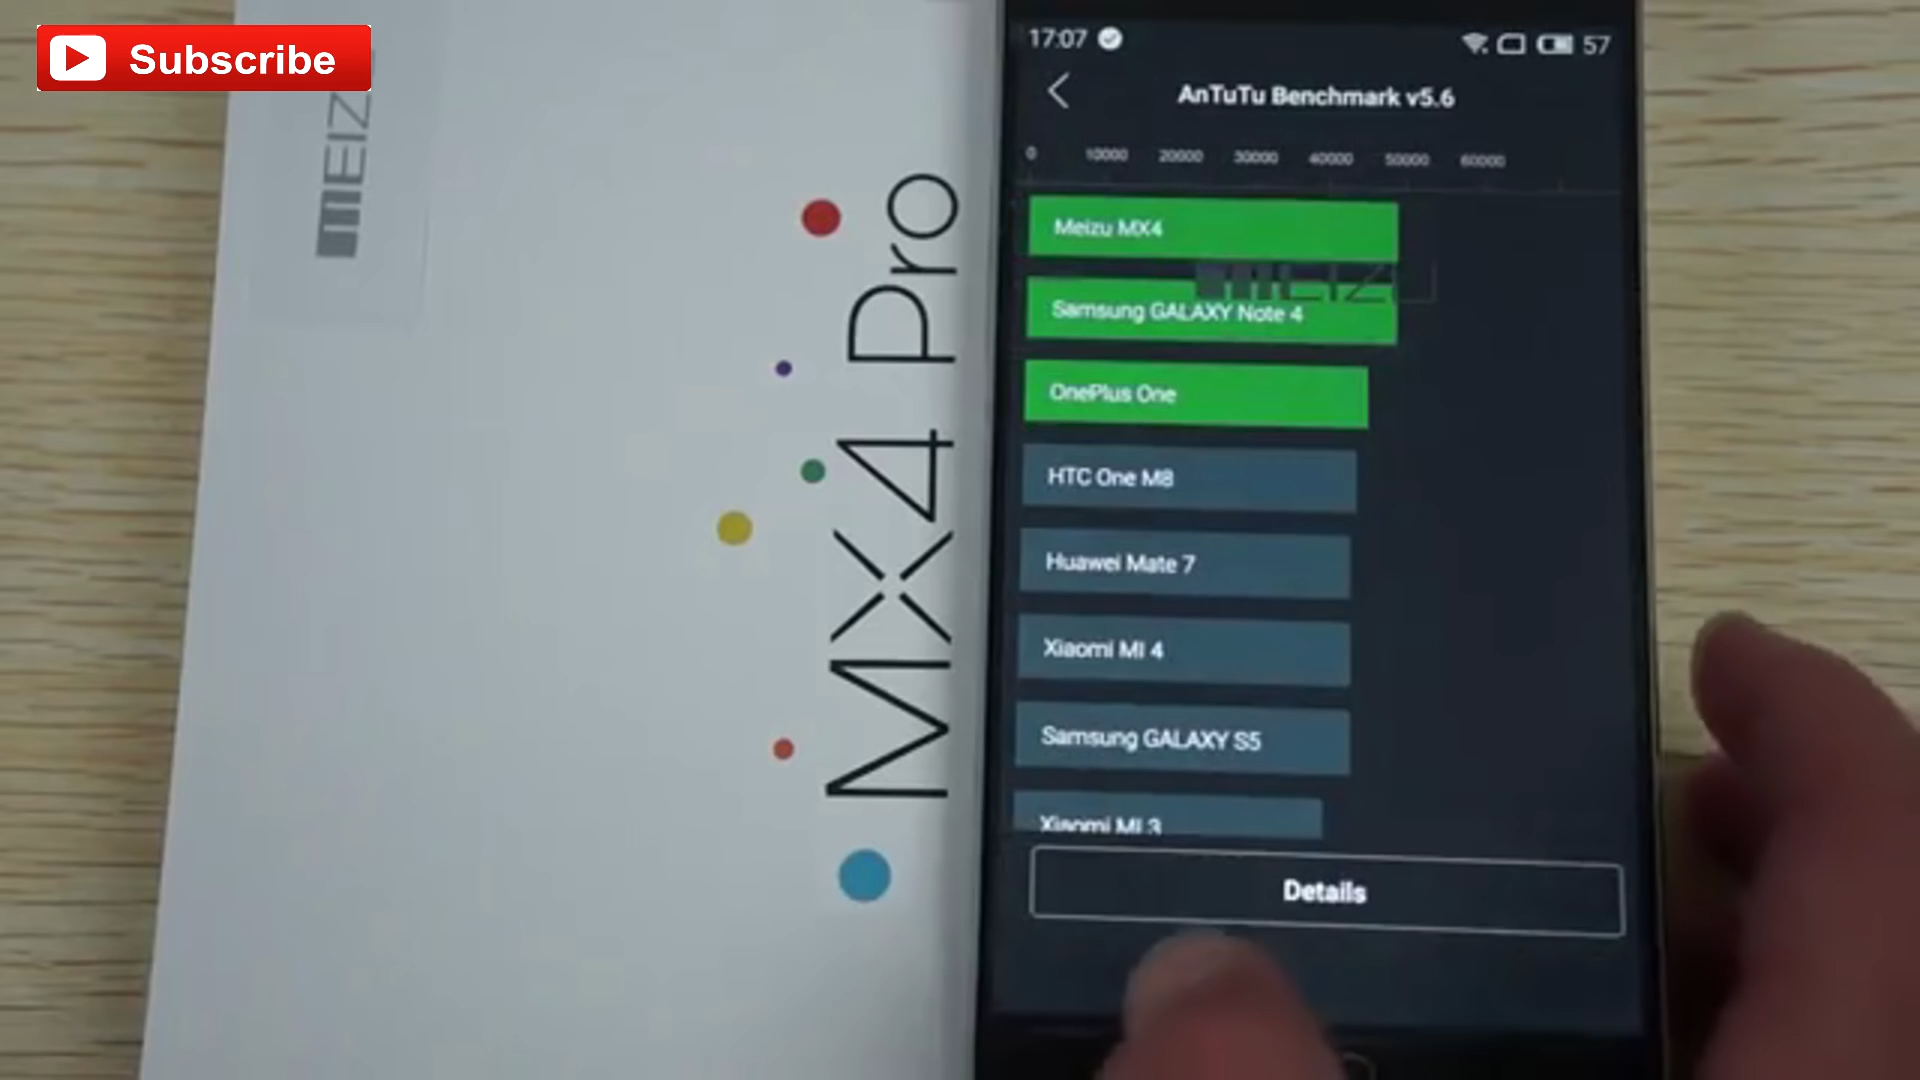 Subscribe
MEIZ
MX4 Pro
17:07
57
AnTuTu Benchmark v5.6
0 10000 20000 30000 40000 50000 60000
Meizu MX4
Samsung GALAXY Note 4
OnePlus One
HTC One M8
Huawei Mate 7
Xiaomi MI 4
Samsung GALAXY S5
Xiaomi MI 3
Details